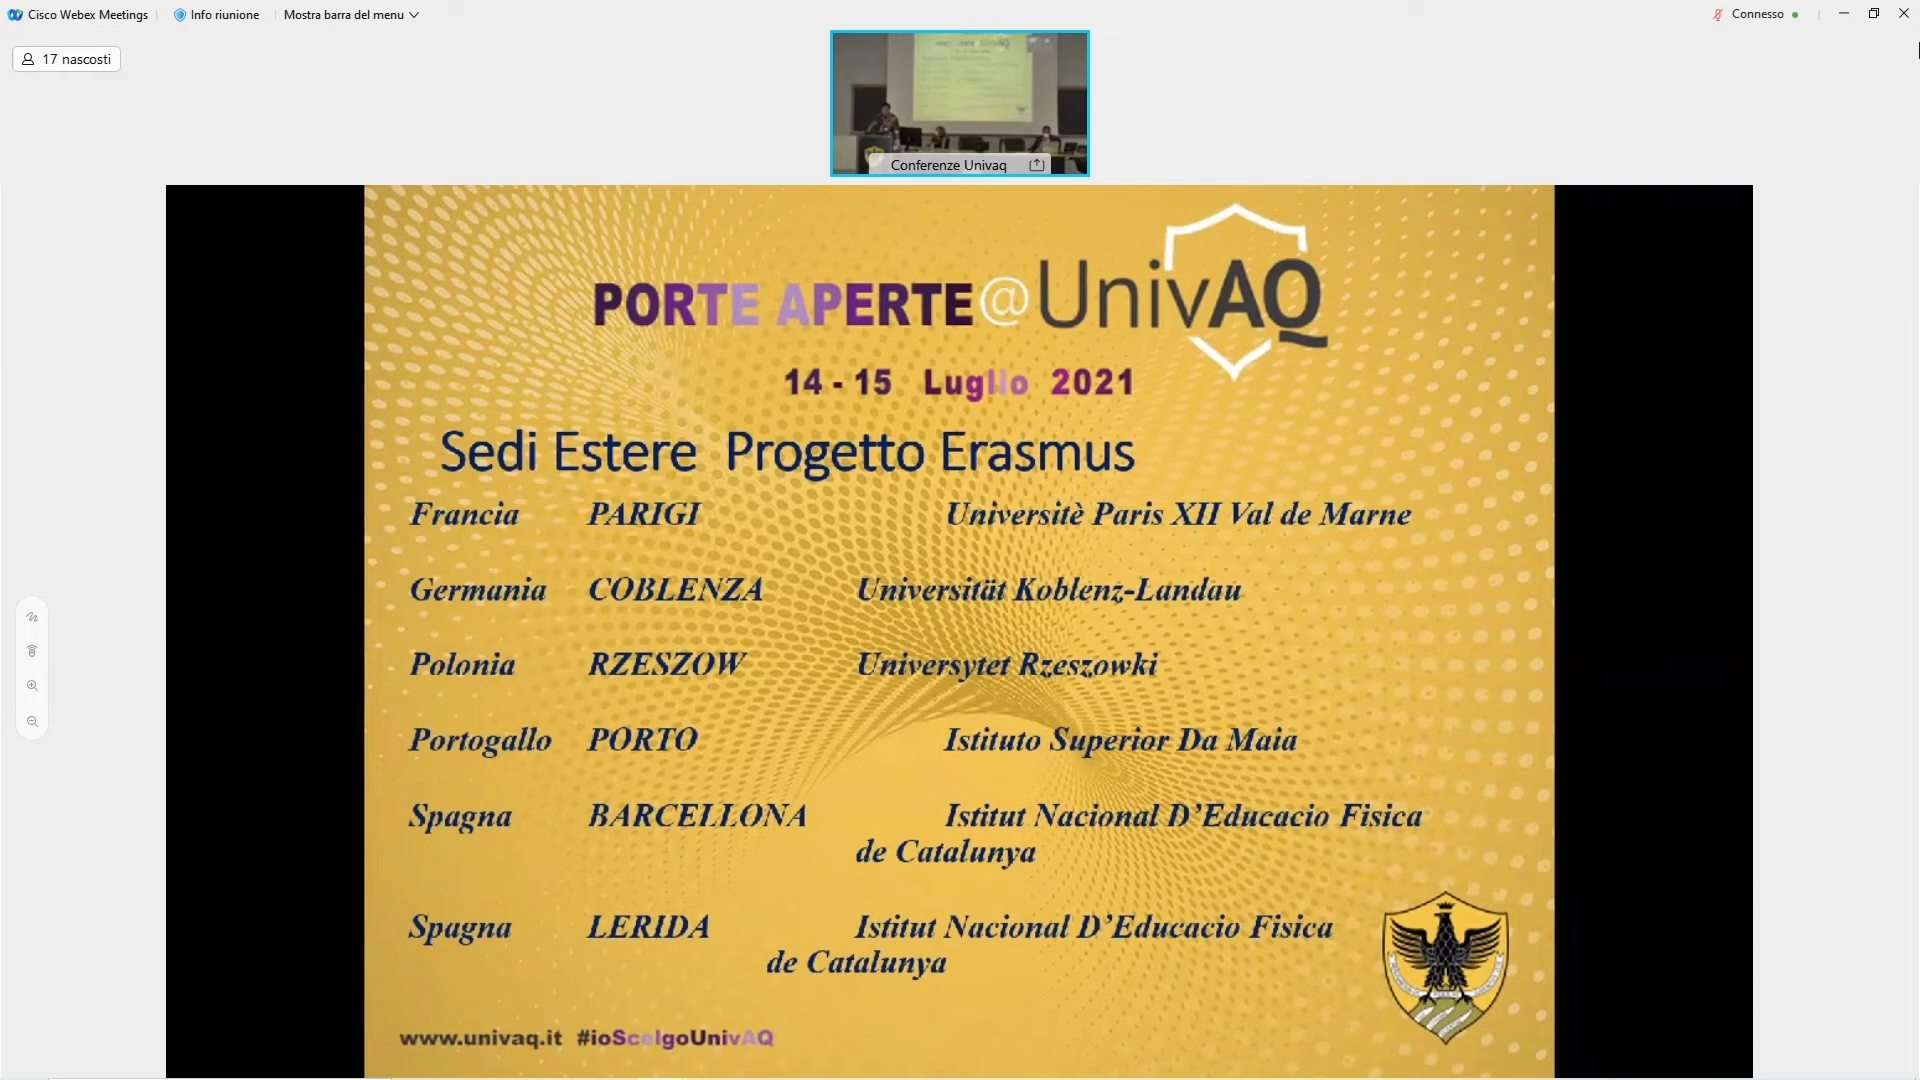 Cisco Webex Meetings Info riunione Mostra barra del menu Connesso
17 nascosti
Conferenze Univaq
PORTE APERTE@UnivAQ
14 - 15 Luglio 2021
Sedi Estere Progetto Erasmus
Francia PARIGI Universitè Paris XII Val de Marne
Germania COBLENZA Universität Koblenz-Landau
Polonia RZESZOW Universytet Rzeszowki
Portogallo PORTO Istituto Superior Da Maia
Spagna BARCELLONA Istitut Nacional D’Educacio Fisica
de Catalunya
Spagna LERIDA Istitut Nacional D’Educacio Fisica
de Catalunya
www.univaq.it #ioScelgoUnivAQ